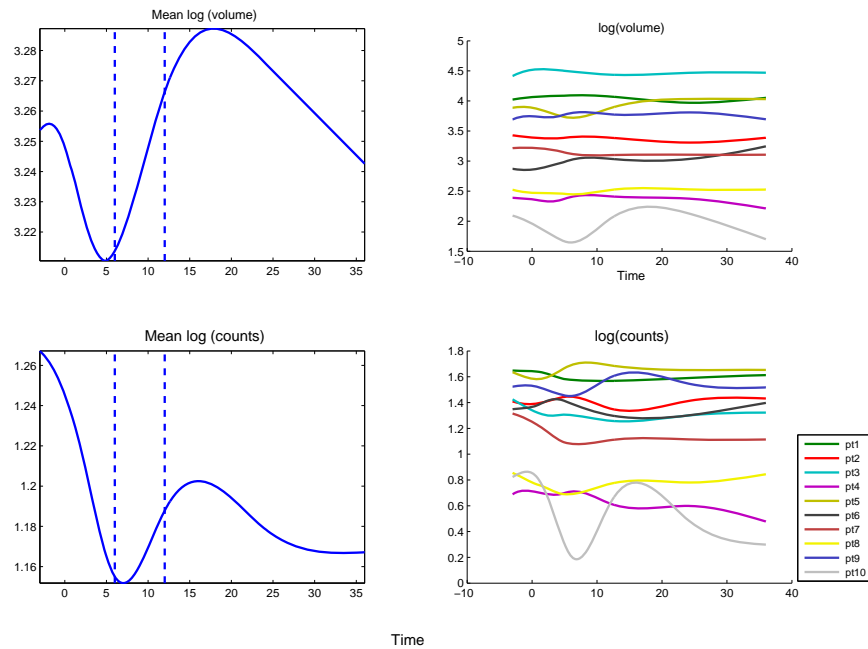 Mean log (volume)
3.28
3.27
3.26
3.25
3.24
3.23
3.22
0 5 10 15 20 25 30 35
log(volume)
5
4.5
4
3.5
3
2.5
2
1.5
−10 0 10 20 30 40
Time
Mean log (counts)
1.26
1.24
1.22
1.2
1.18
1.16
0 5 10 15 20 25 30 35
log(counts)
1.8
1.6
1.4
1.2
1
0.8
0.6
0.4
0.2
0
−10 0 10 20 30 40
pt1
pt2
pt3
pt4
pt5
pt6
pt7
pt8
pt9
pt10
Time